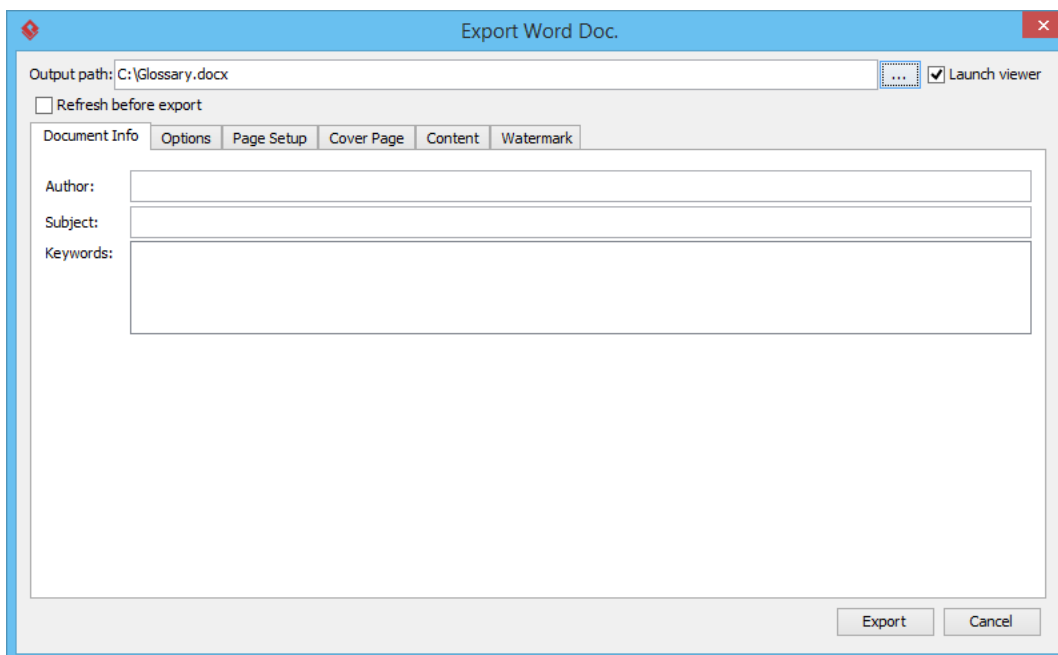 Export Word Doc.
Output path: C:\Glossary.docx ... Launch viewer
Refresh before export
Document Info Options Page Setup Cover Page Content Watermark
Author:
Subject:
Keywords:
Export Cancel